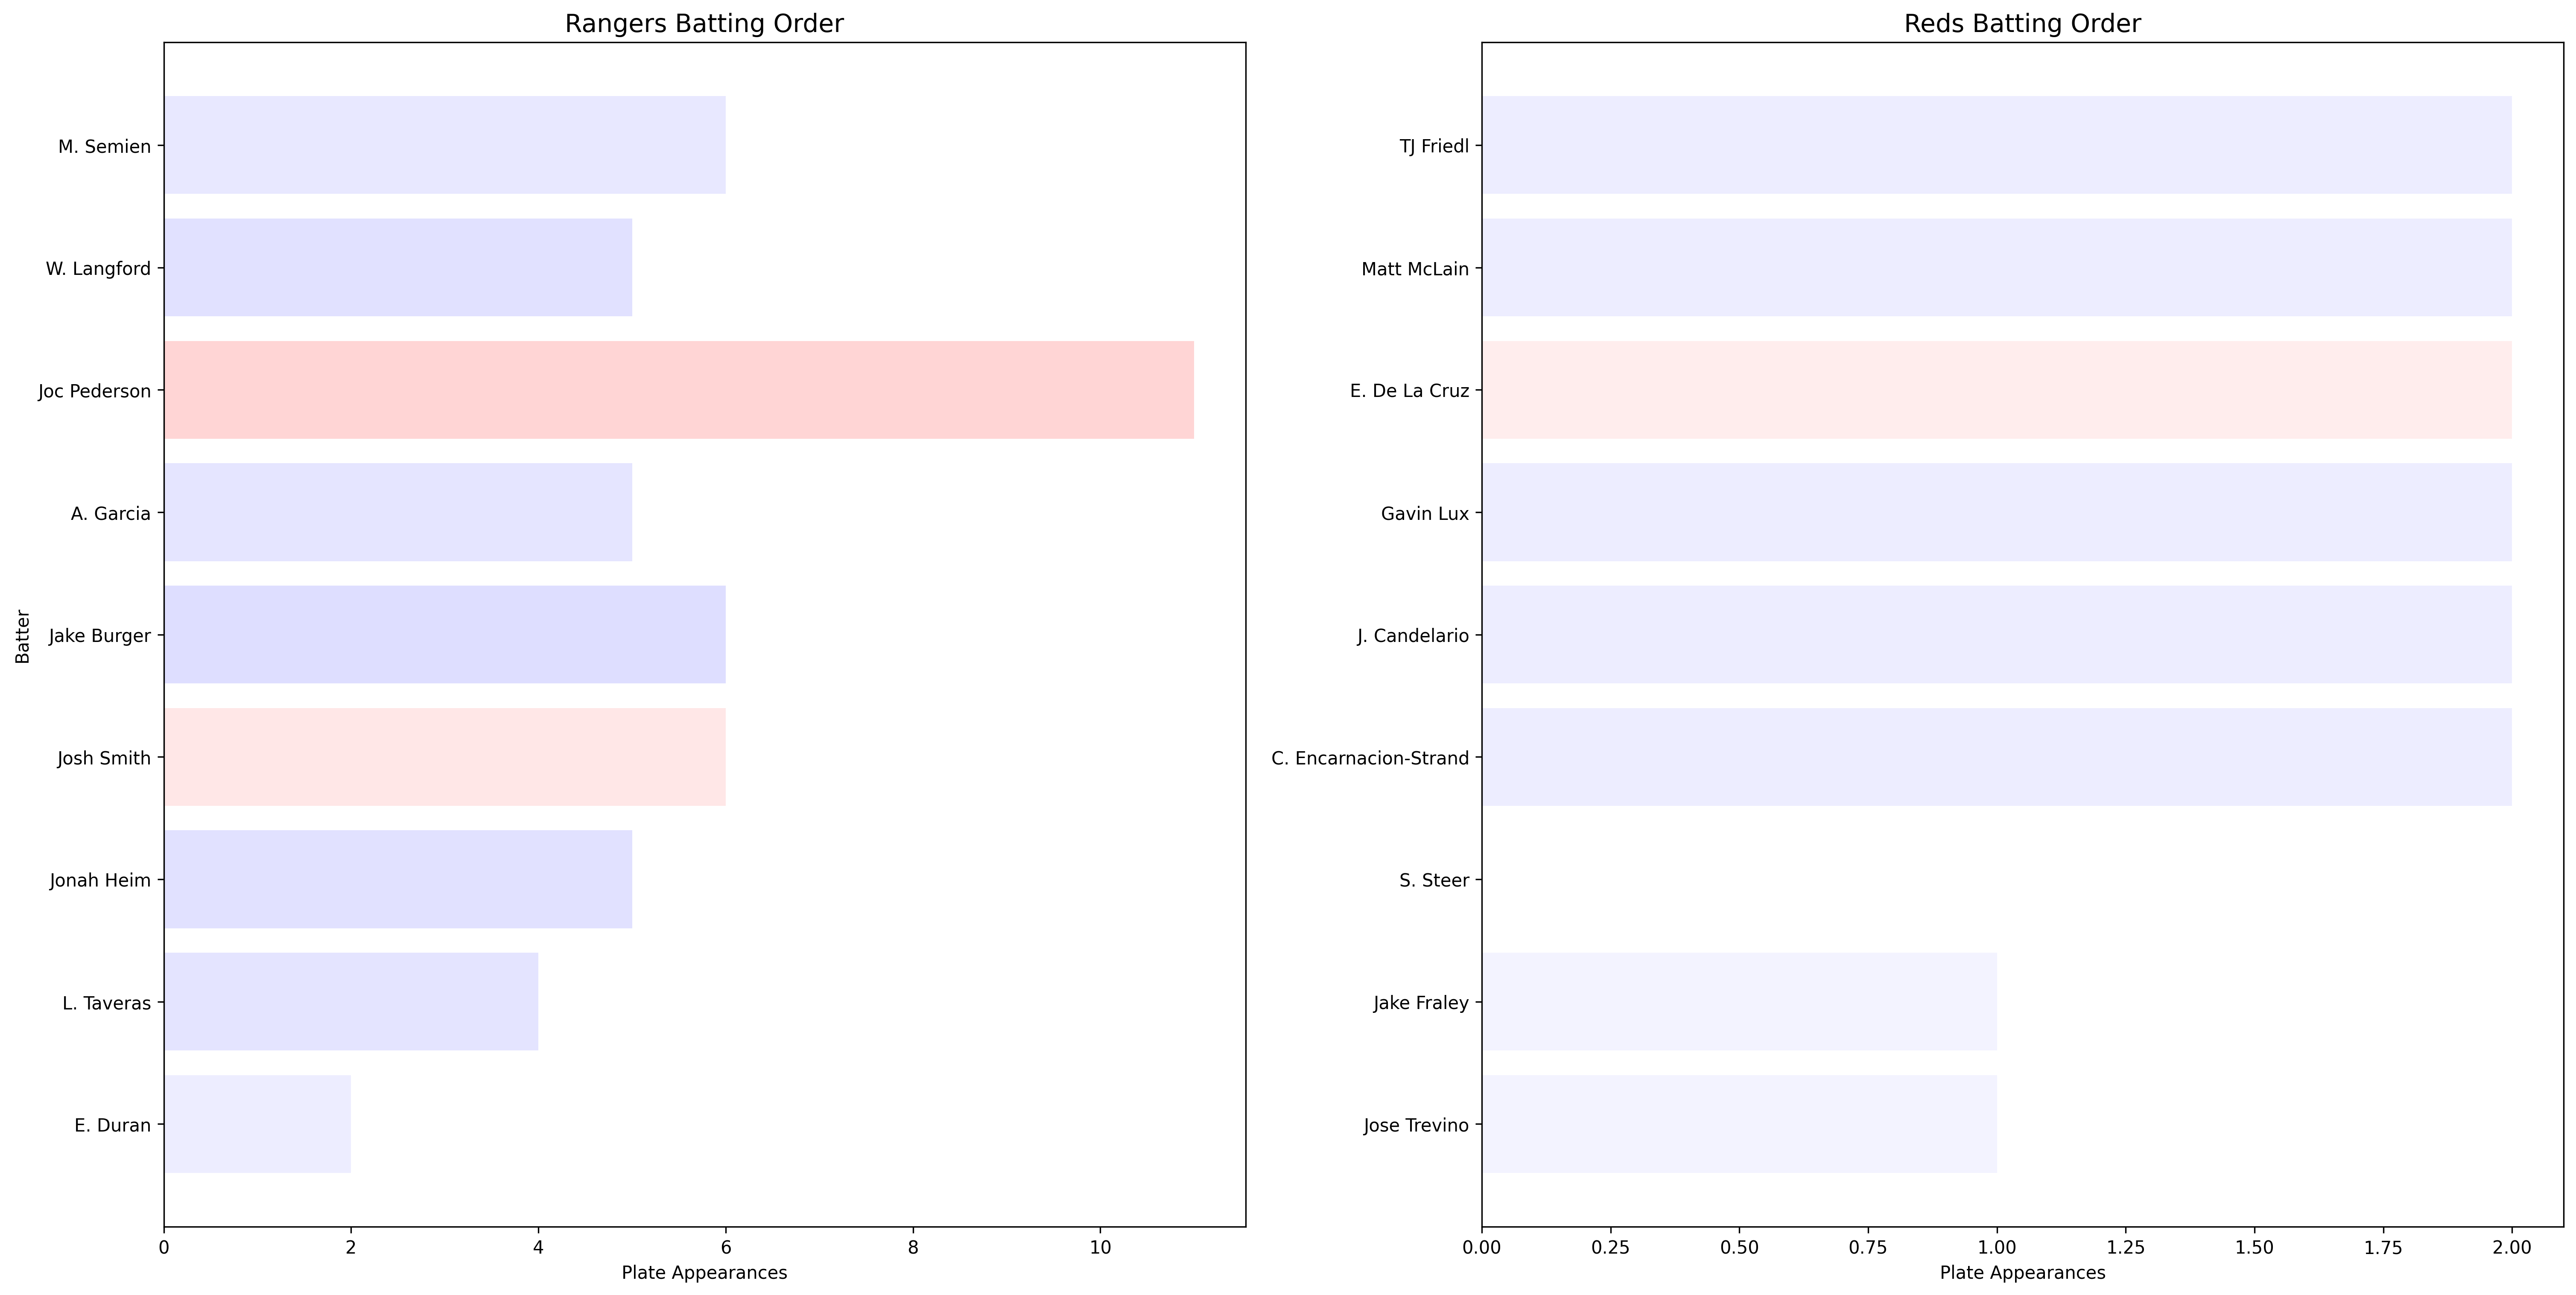 Rangers Batting Order
Batter
M. Semien
W. Langford
Joc Pederson
A. Garcia
Jake Burger
Josh Smith
Jonah Heim
L. Taveras
E. Duran
0 2 4 6 8 10
Plate Appearances
Reds Batting Order
TJ Friedl
Matt McLain
E. De La Cruz
Gavin Lux
J. Candelario
C. Encarnacion-Strand
S. Steer
Jake Fraley
Jose Trevino
0.00 0.25 0.50 0.75 1.00 1.25 1.50 1.75 2.00
Plate Appearances